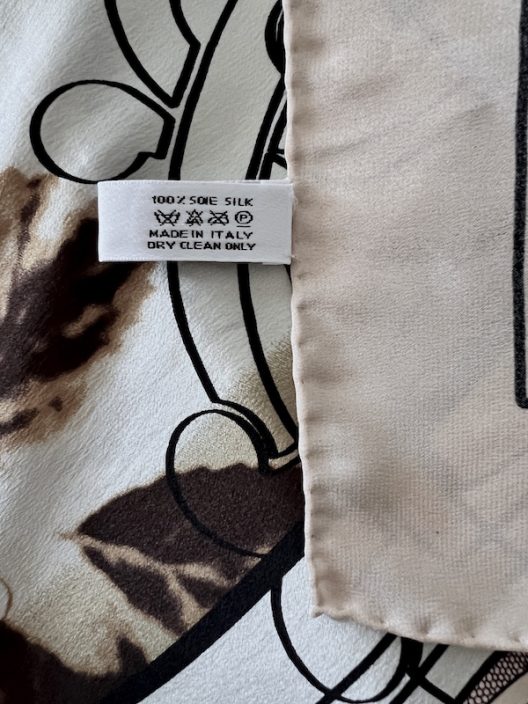 100% SOIE SILK
P
MADE IN ITALY
DRY CLEAN ONLY